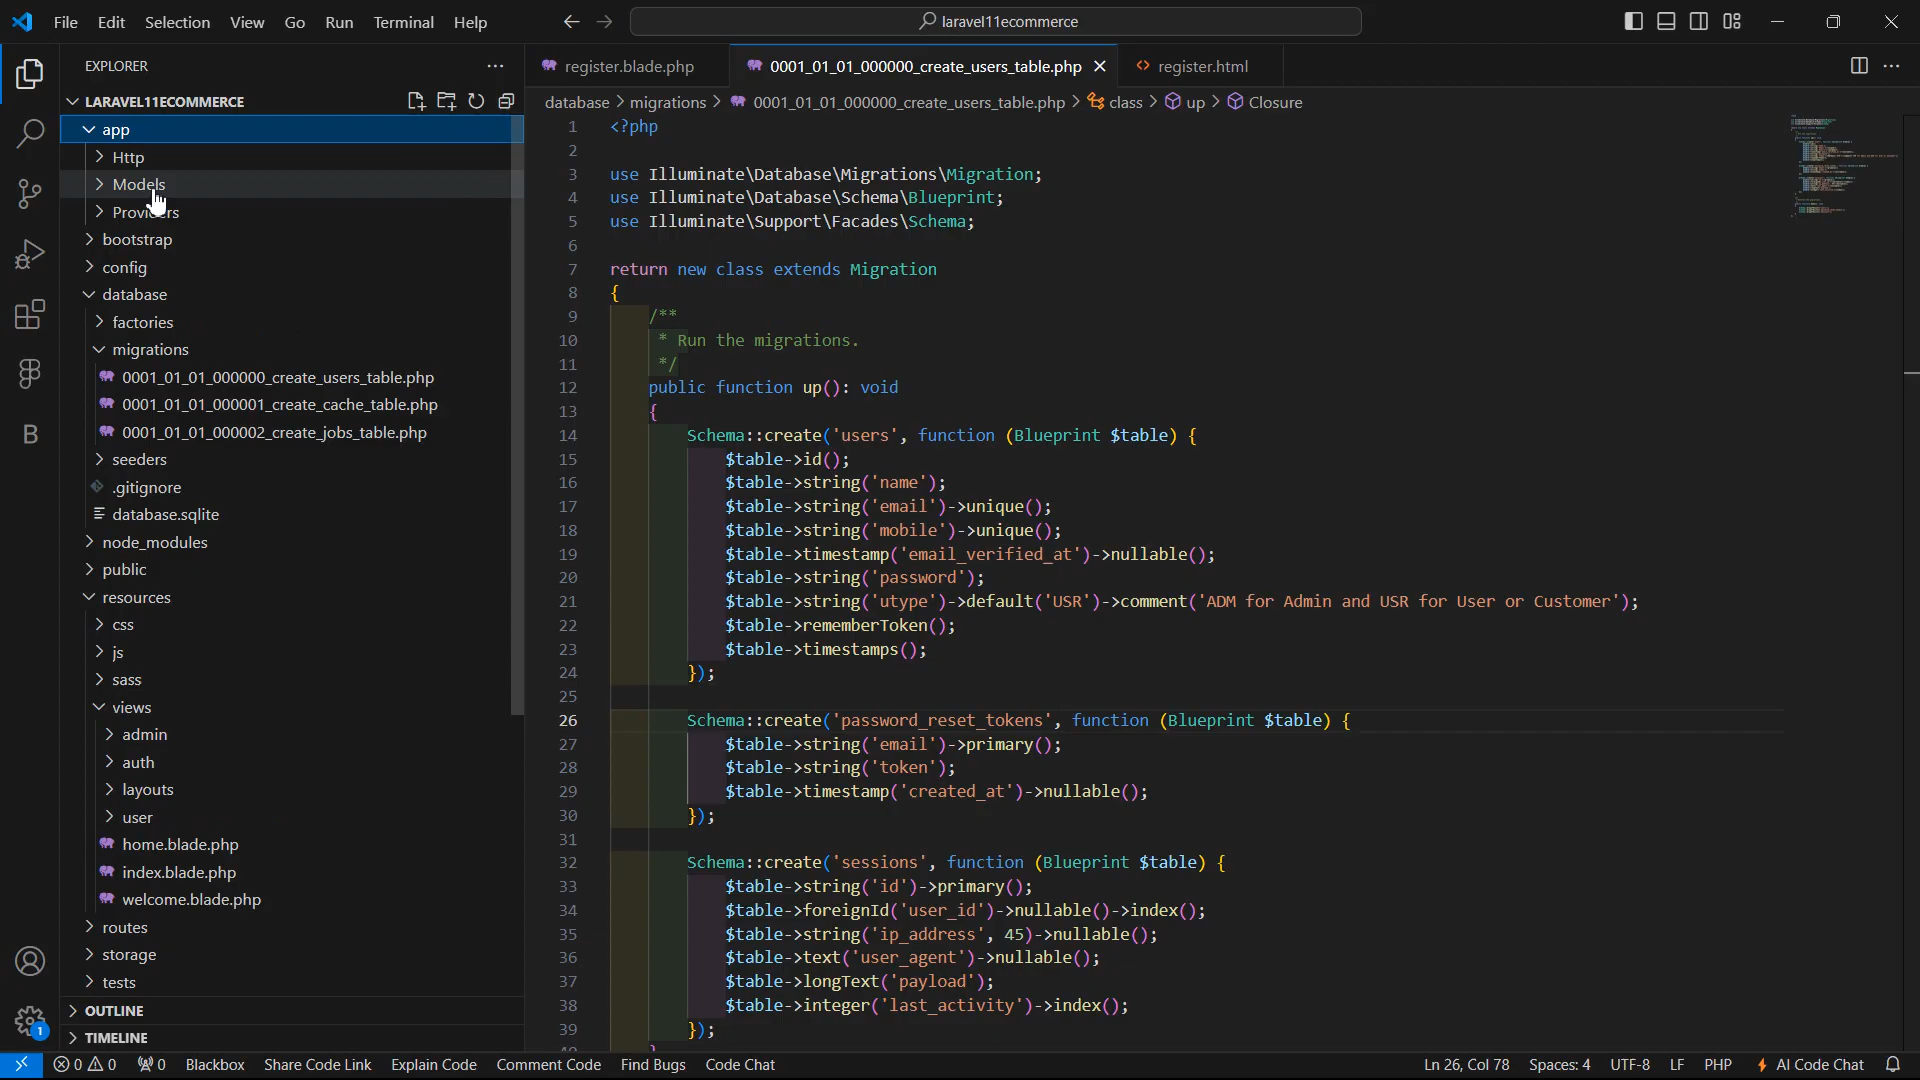 File Edit Selection View Go Run Terminal Help
laravel11ecommerce
EXPLORER
LARAVEL11ECOMMERCE
app
Http
Models
Providers
bootstrap
config
database
factories
migrations
0001_01_01_000000_create_users_table.php
0001_01_01_000001_create_cache_table.php
0001_01_01_000002_create_jobs_table.php
seeders
.gitignore
database.sqlite
node_modules
public
resources
css
js
sass
views
admin
auth
layouts
user
home.blade.php
index.blade.php
welcome.blade.php
routes
storage
tests
OUTLINE
TIMELINE
B
1
register.blade.php 0001_01_01_000000_create_users_table.php register.html
database > migrations > 0001_01_01_000000_create_users_table.php > class > up > Closure
1 <?php
2
3 use Illuminate\Database\Migrations\Migration;
4 use Illuminate\Database\Schema\Blueprint;
5 use Illuminate\Support\Facades\Schema;
6
7 return new class extends Migration
8 {
9 /**
10 * Run the migrations.
11 */
12 public function up(): void
13 {
14 Schema::create('users', function (Blueprint $table) {
15 $table->id();
16 $table->string('name');
17 $table->string('email')->unique();
18 $table->string('mobile')->unique();
19 $table->timestamp('email_verified_at')->nullable();
20 $table->string('password');
21 $table->string('utype')->default('USR')->comment('ADM for Admin and USR for User or Customer');
22 $table->rememberToken();
23 $table->timestamps();
24 });
25
26 Schema::create('password_reset_tokens', function (Blueprint $table) {
27 $table->string('email')->primary();
28 $table->string('token');
29 $table->timestamp('created_at')->nullable();
30 });
31
32 Schema::create('sessions', function (Blueprint $table) {
33 $table->string('id')->primary();
34 $table->foreignId('user_id')->nullable()->index();
35 $table->string('ip_address', 45)->nullable();
36 $table->text('user_agent')->nullable();
37 $table->longText('payload');
38 $table->integer('last_activity')->index();
39 });
0 0 0 Blackbox Share Code Link Explain Code Comment Code Find Bugs Code Chat Ln 26, Col 78 Spaces: 4 UTF-8 LF PHP AI Code Chat